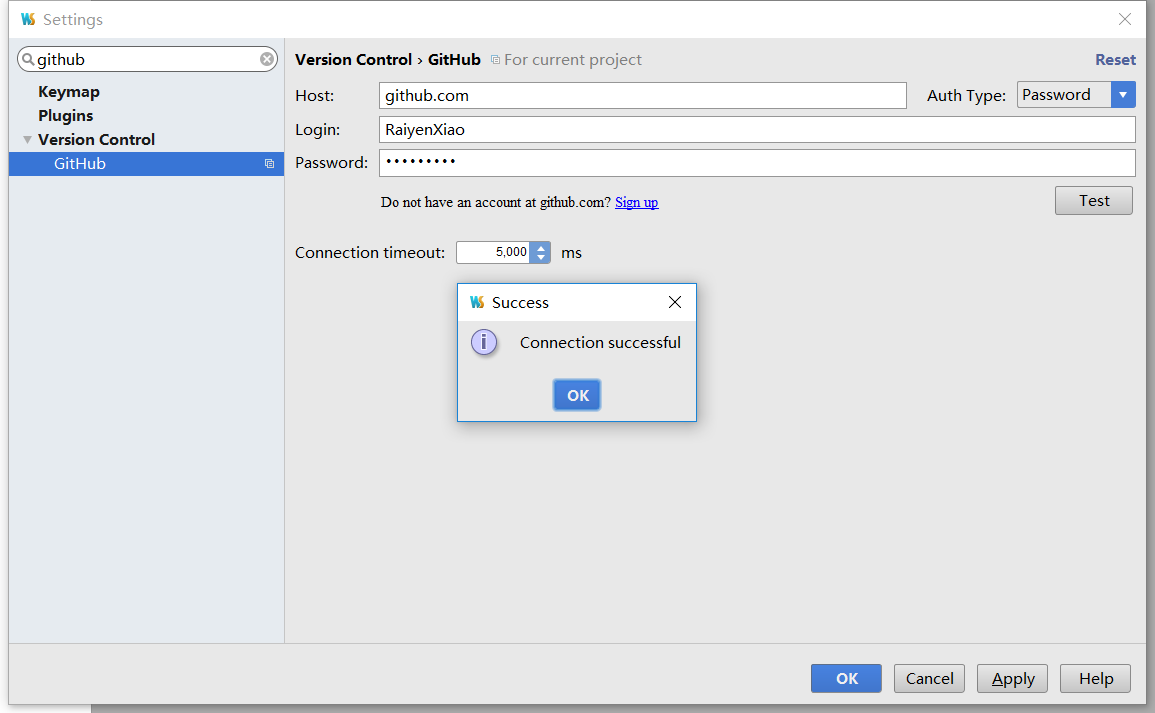 Settings
github
Keymap
Plugins
Version Control
GitHub
Version Control › GitHub For current project Reset
Host: github.com Auth Type: Password
Login: RaiyenXiao
Password: •••••••••
Do not have an account at github.com? Sign up
Test
Connection timeout: 5,000 ms
Success
Connection successful
OK
OK Cancel Apply Help